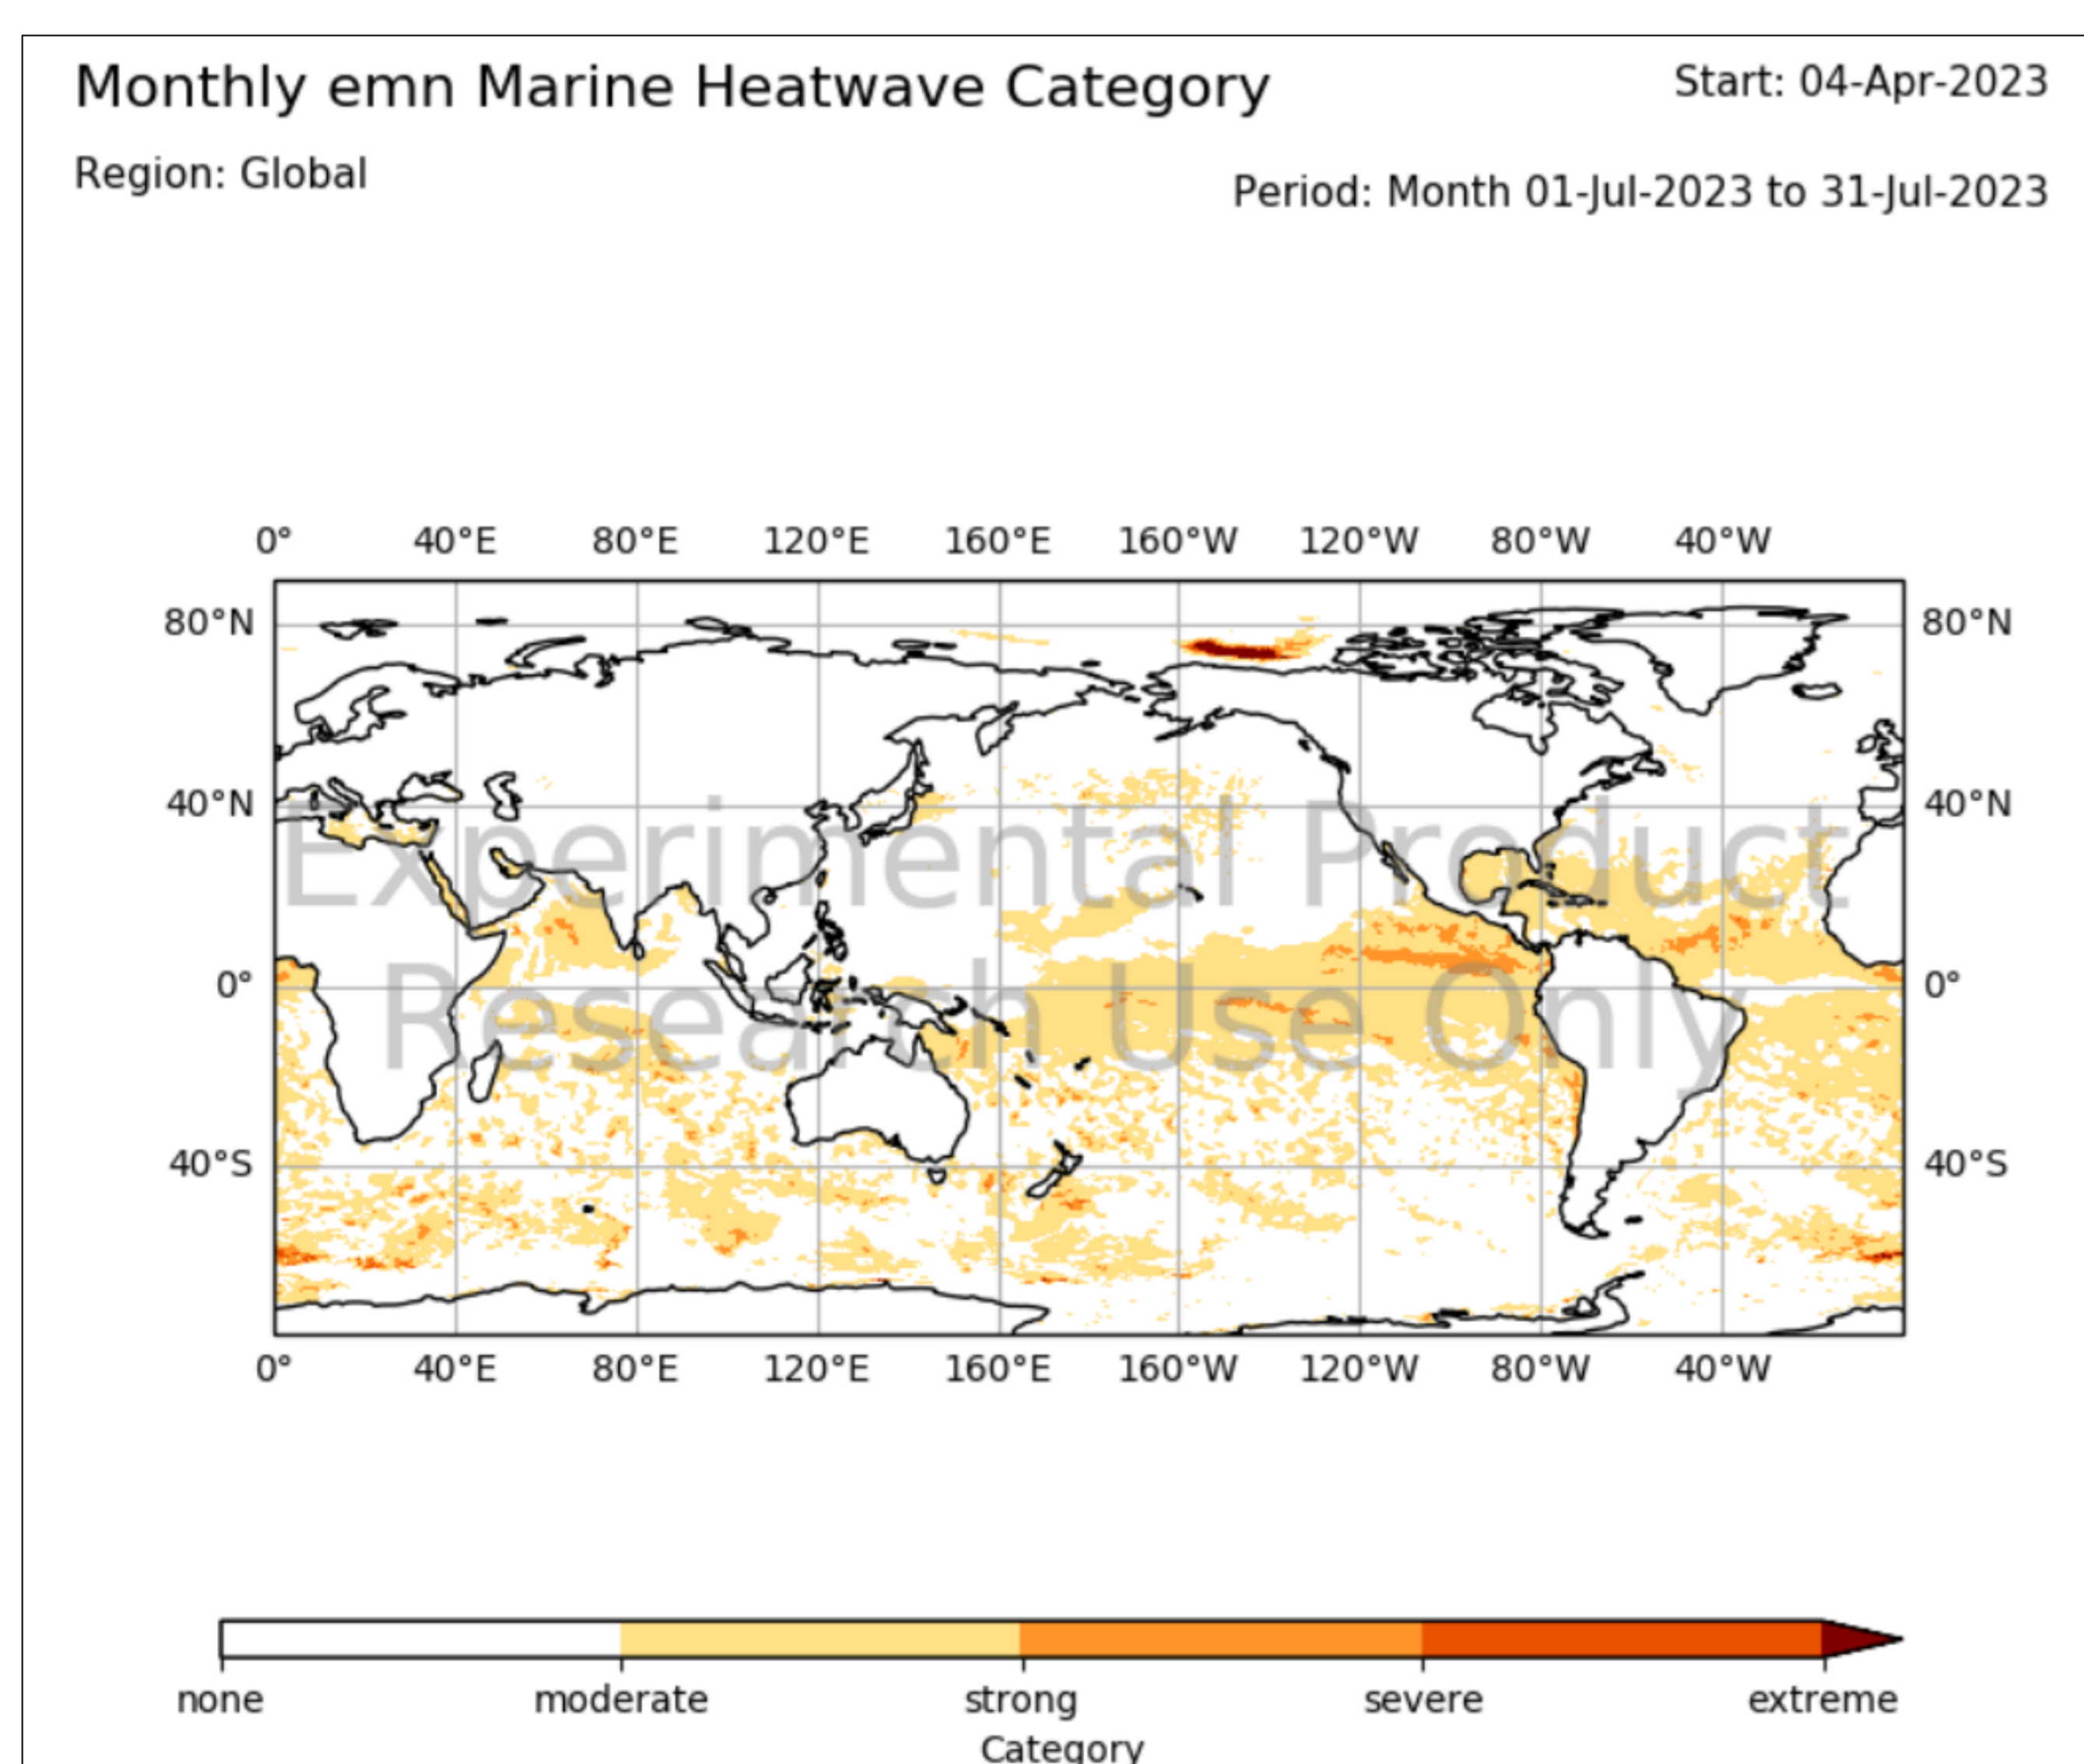 Monthly emn Marine Heatwave Category
Start: 04-Apr-2023
Region: Global
Period: Month 01-Jul-2023 to 31-Jul-2023
0° 40°E 80°E 120°E 160°E 160°W 120°W 80°W 40°W
80°N 80°N
40°N 40°N
Experimental Product
0° 0°
Research Use Only
40°S 40°S
0° 40°E 80°E 120°E 160°E 160°W 120°W 80°W 40°W
none moderate strong severe extreme
Category